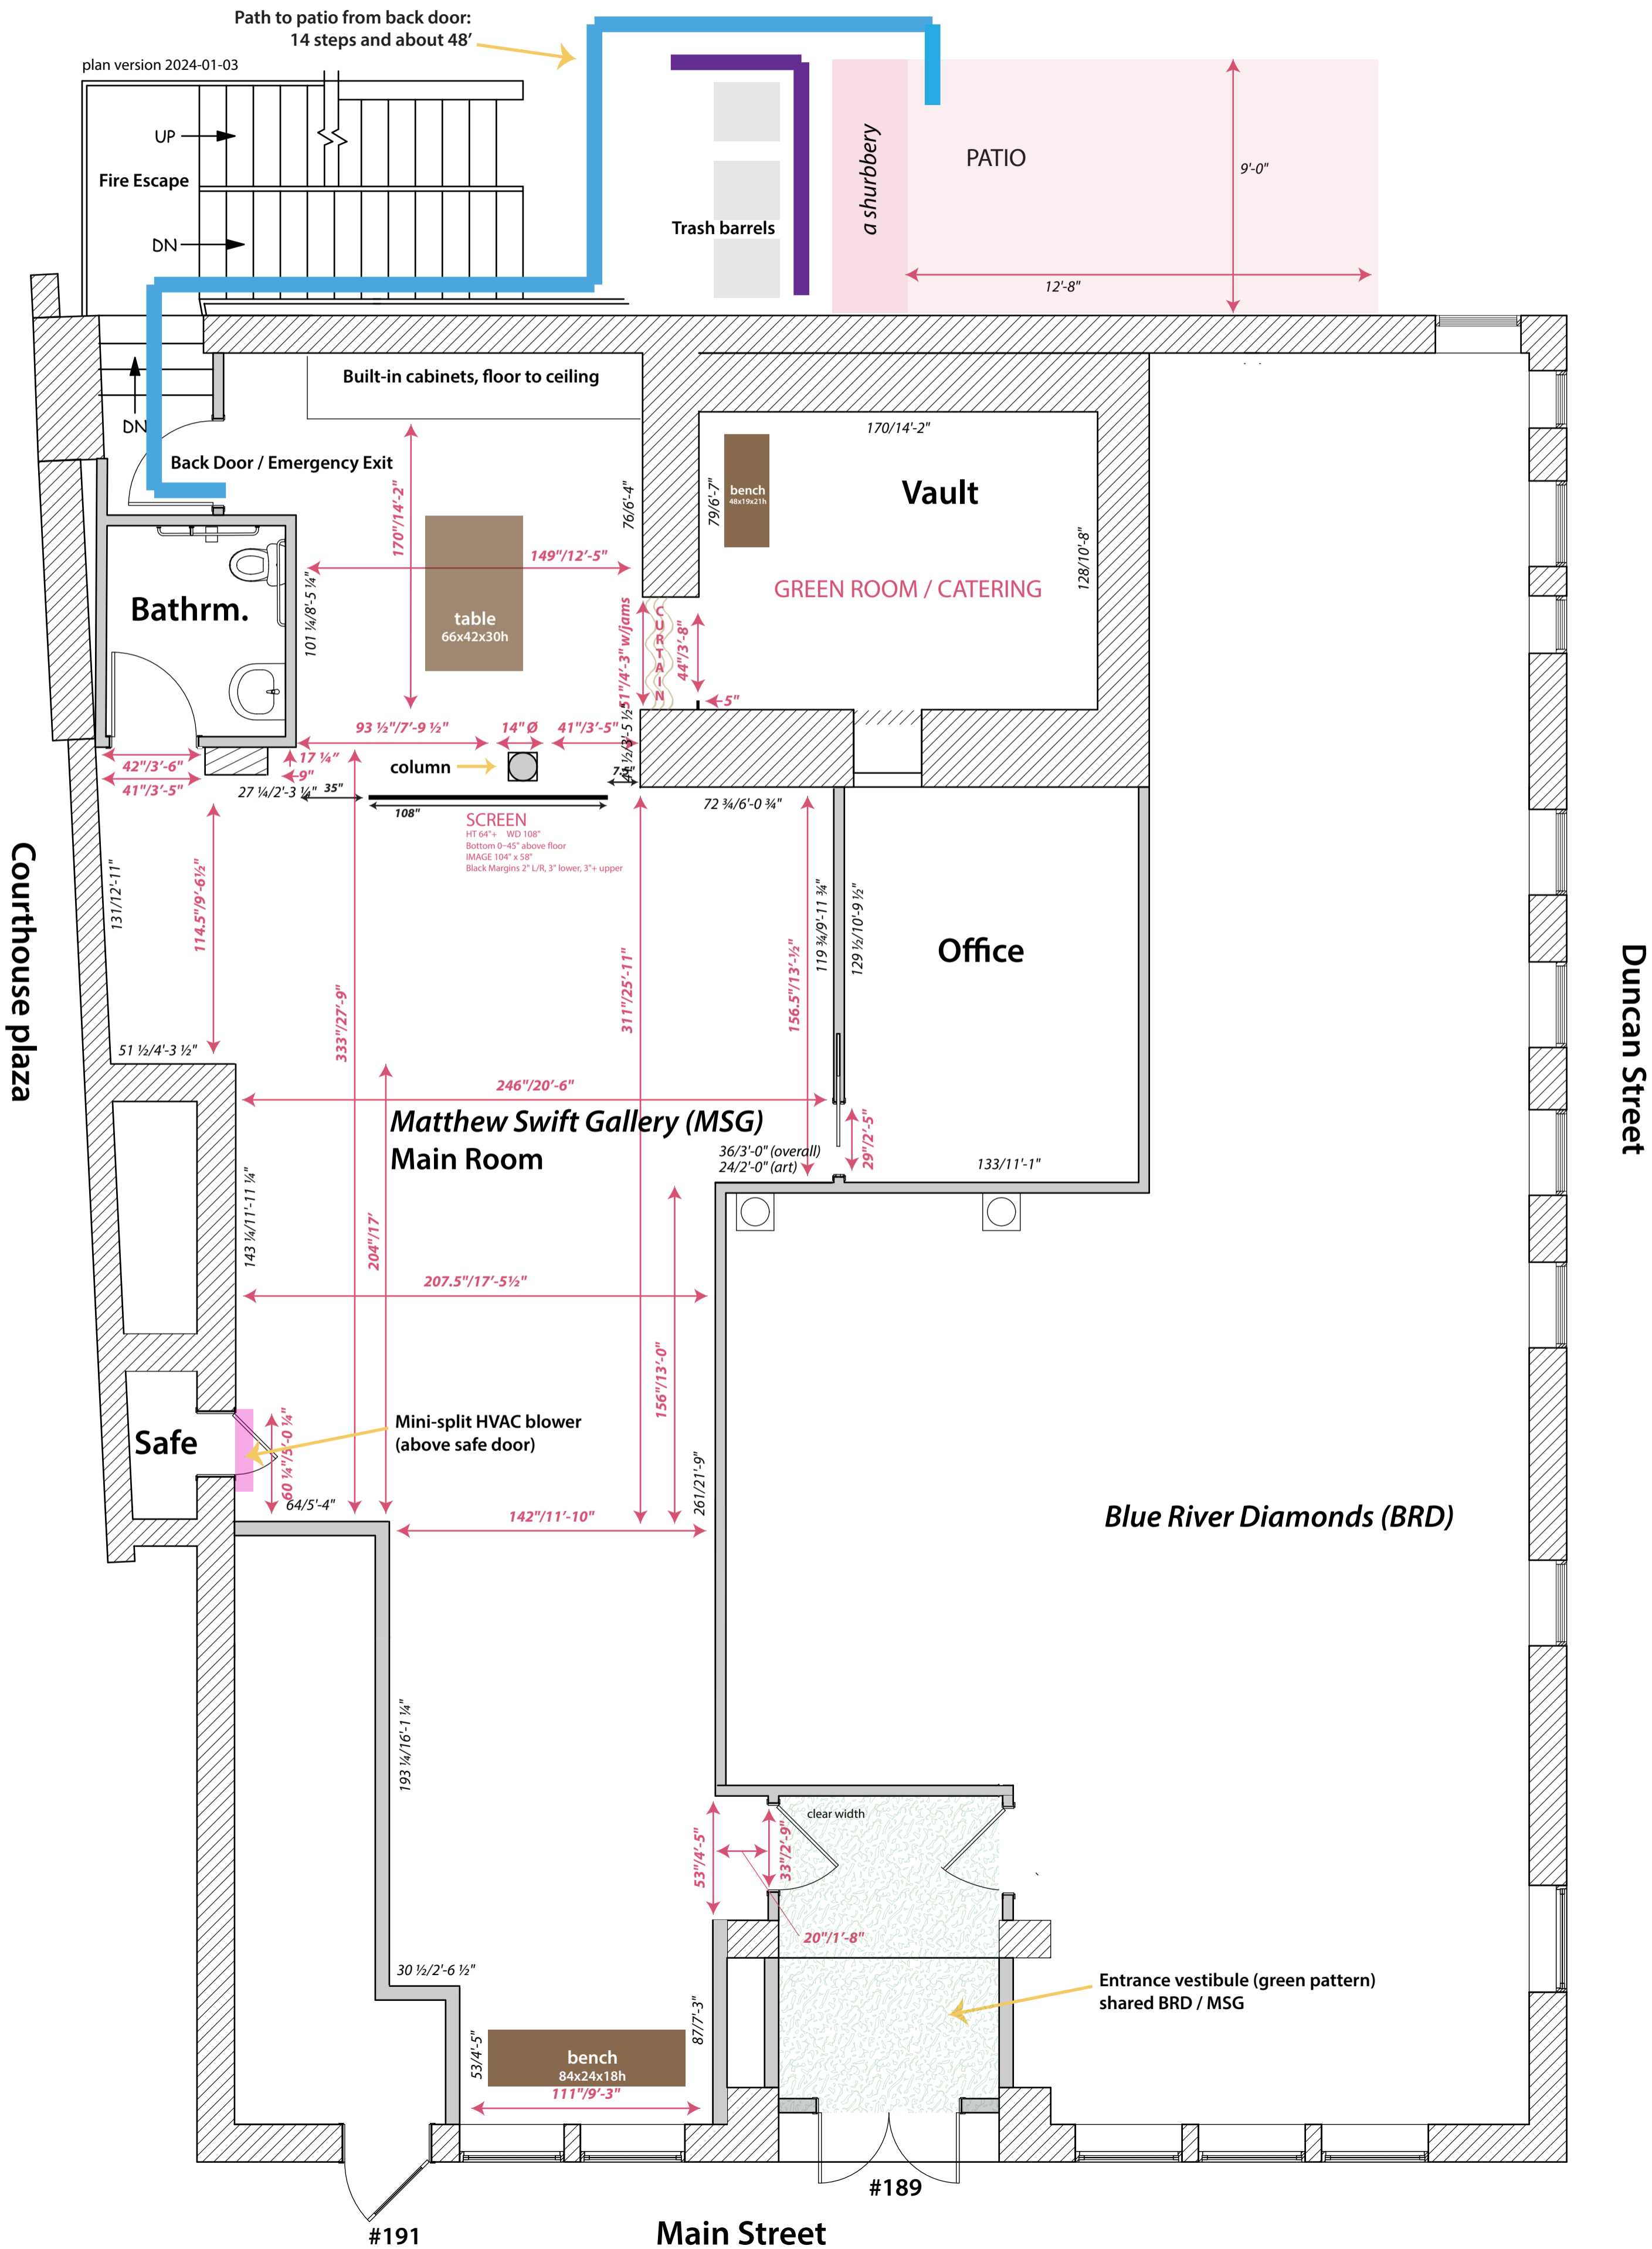 Path to patio from back door:
14 steps and about 48’
plan version 2024-01-03
UP
Fire Escape
DN
Trash barrels
a shurbbery
PATIO
9'-0"
12'-8"
Built-in cabinets, floor to ceiling
DN
Back Door / Emergency Exit
170"/14'-2"
76/6'-4"
79/6'-7"
170/14'-2"
bench
48x19x21h
Vault
128/10'-8"
149"/12’-5"
GREEN ROOM / CATERING
Bathrm.
101 ¼/8'-5 ¼"
table
66x42x30h
51"/4'-3" w/jams
CURTAIN
44"/3'-8"
5"
93 ½"/7'-9 ½"
14" Ø
41"/3'-5"
42"/3'-6"
41"/3'-5"
17 ¼”
9"
column
27 ¼/2'-3 ¼"
35"
108"
72 ¾/6'-0 ¾"
SCREEN
HT 64"+ WD 108"
Bottom 0–45" above floor
IMAGE 104" x 58"
Black Margins 2" L/R, 3" lower, 3"+ upper
Courthouse plaza
131/12'-11"
114.5"/9’-6½"
119 ¾/9'-11 ¾"
129 ½/10'-9 ½"
Office
Duncan Street
333"/27’-9"
311"/25’-11"
156.5"/13’-½"
51 ½/4'-3 ½"
246"/20’-6"
Matthew Swift Gallery (MSG)
Main Room
29"/2’-5"
36/3'-0" (overall)
24/2'-0" (art)
133/11'-1"
143 ¼/11'-11 ¼"
204"/17’
207.5"/17’-5½"
156"/13’-0"
Safe
Mini-split HVAC blower
(above safe door)
60 ¼"/5'-0 ¼"
64/5'-4"
261/21'-9"
142"/11’-10"
Blue River Diamonds (BRD)
193 ¼/16'-1 ¼"
clear width
53"/4’-5"
33"/2’-9"
20"/1’-8"
30 ½/2'-6 ½"
Entrance vestibule (green pattern)
shared BRD / MSG
53/4'-5"
87/7'-3"
bench
84x24x18h
111"/9’-3"
#189
#191
Main Street